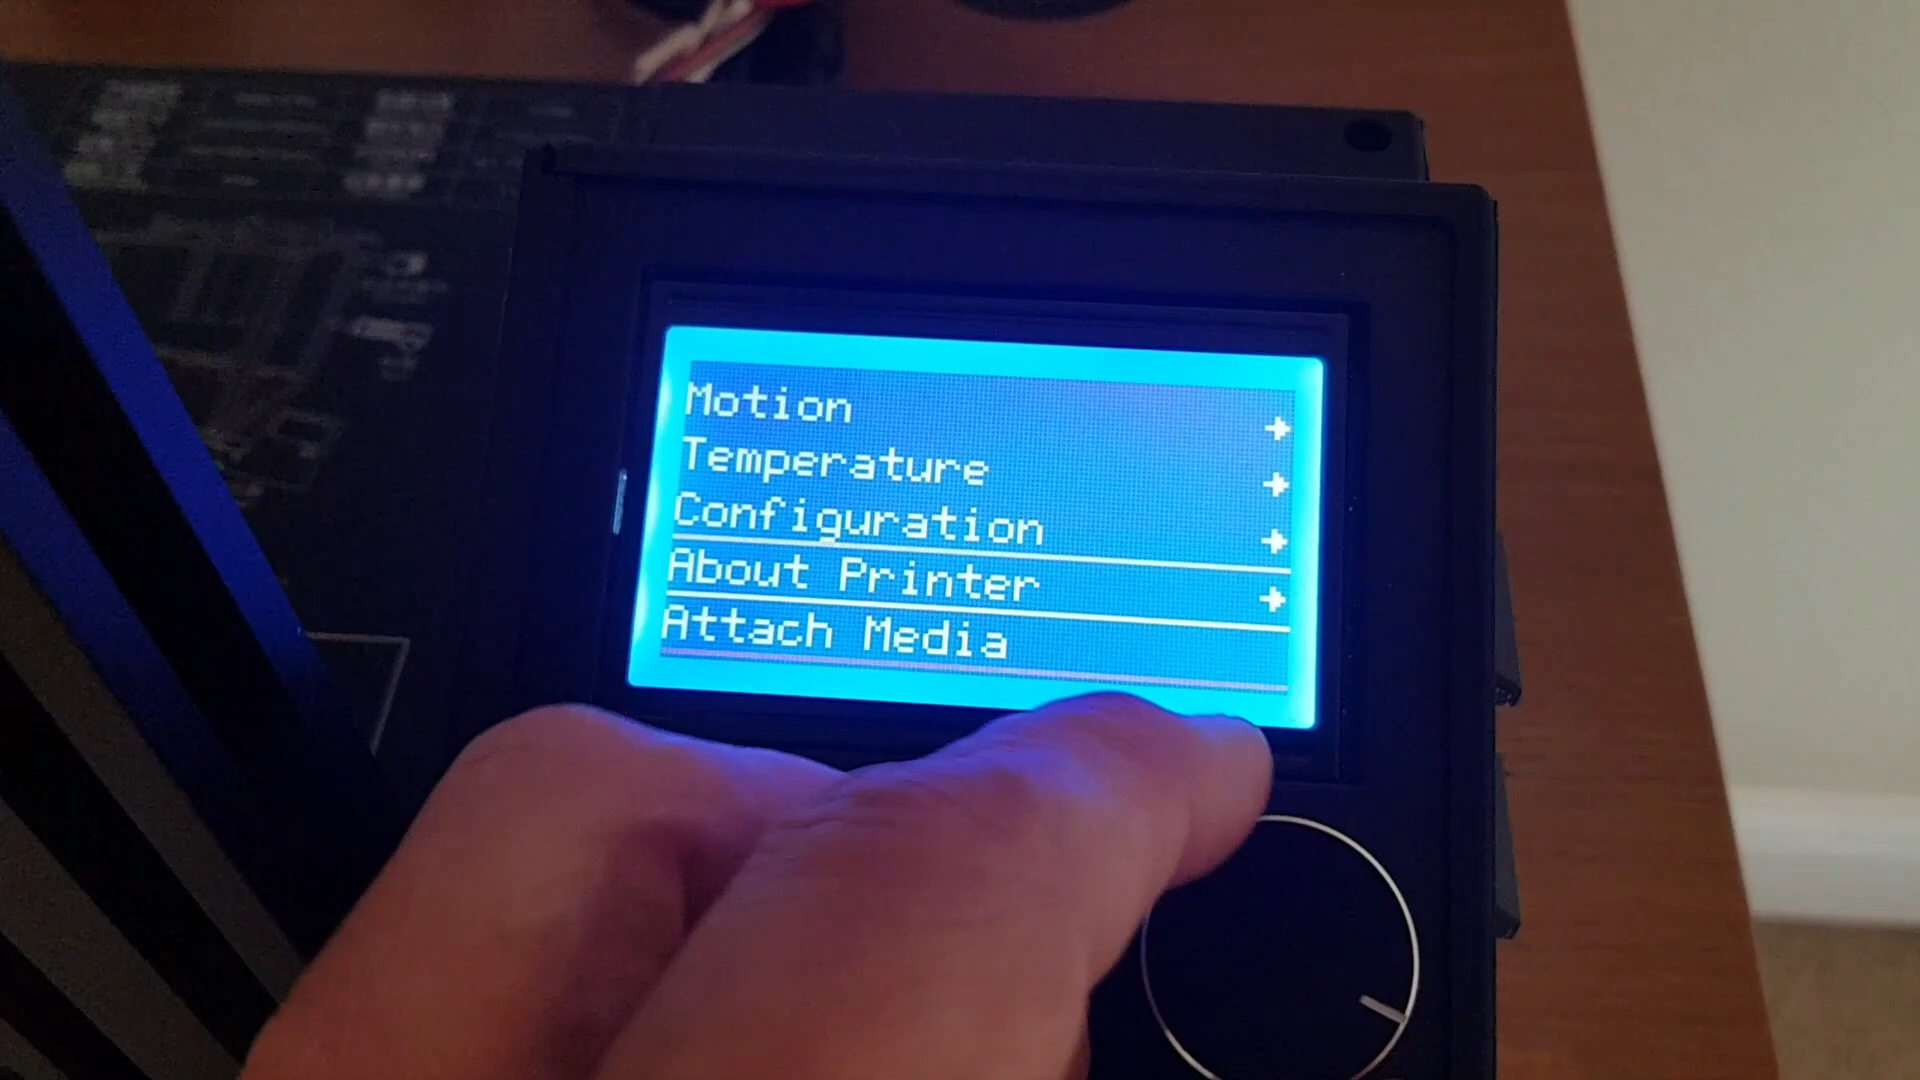 Motion
Temperature
Configuration
About Printer
Attach Media